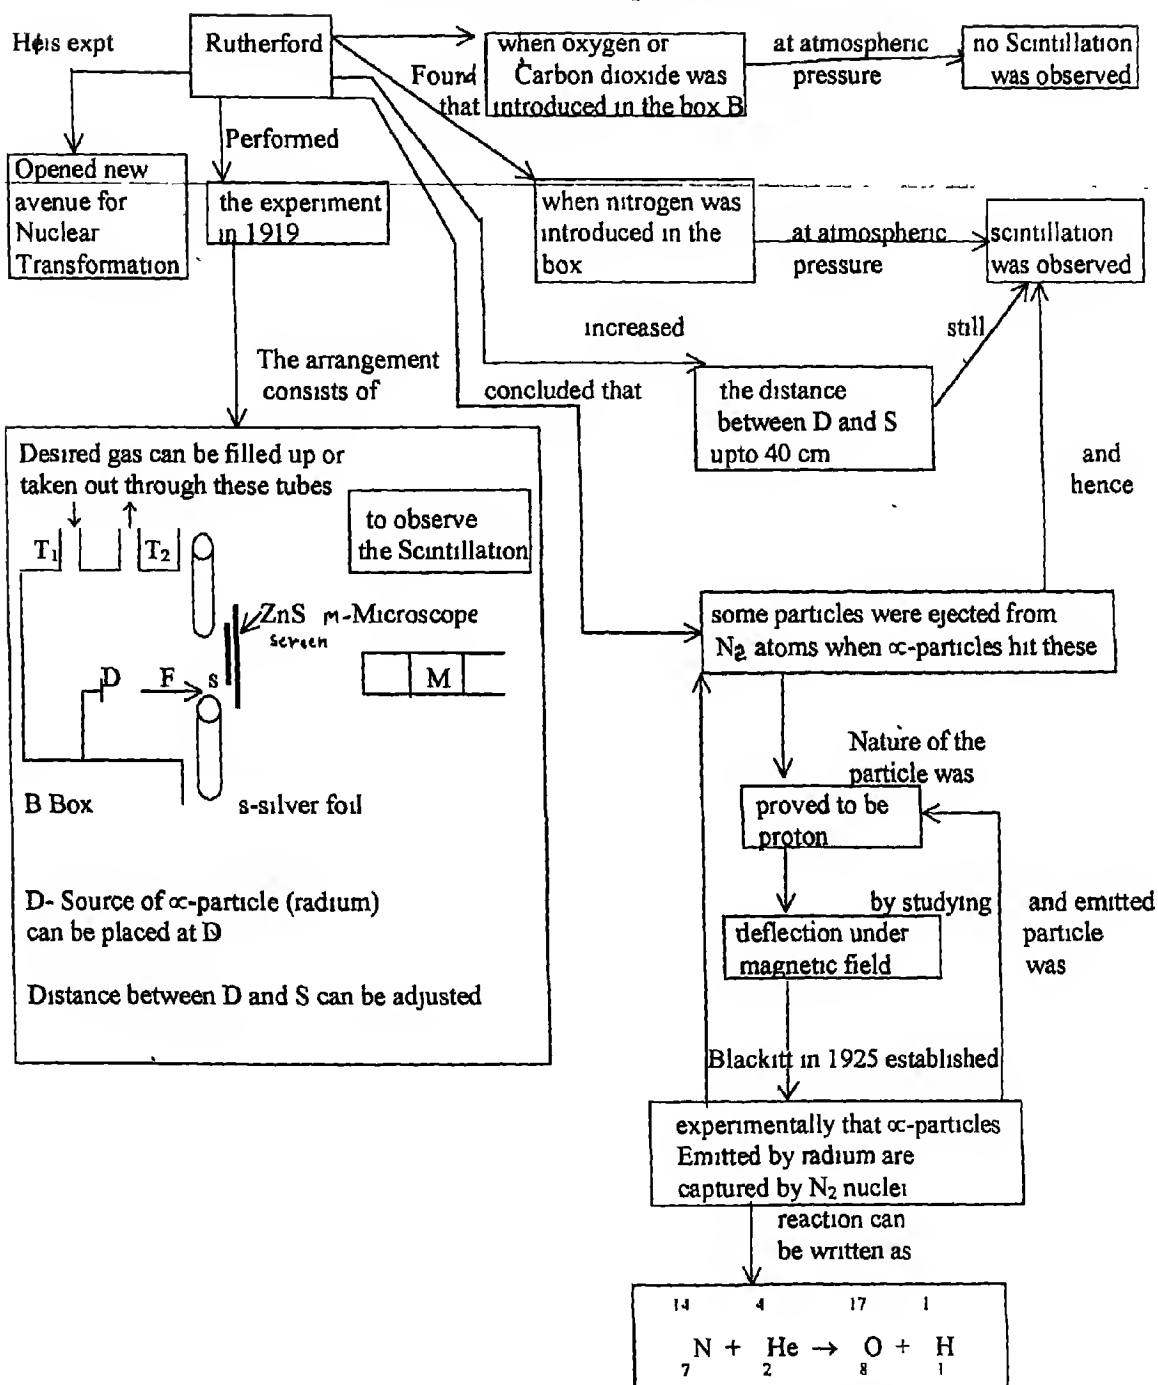 His expt
Rutherford
when oxygen or
Carbon dioxide was
introduced in the box B
at atmospheric
pressure
no Scintillation
was observed
Found
that
Performed
Opened new
avenue for
Nuclear
Transformation
the experiment
in 1919
when nitrogen was
introduced in the
box
at atmospheric
pressure
scintillation
was observed
increased
still
The arrangement
consists of
concluded that
the distance
between D and S
upto 40 cm
and
hence
Desired gas can be filled up or
taken out through these tubes
to observe
the Scintillation
T₁
T₂
ZnS
screen
M-Microscope
D
F
s
M
B Box
s-silver foil
some particles were ejected from
N₂ atoms when ∝-particles hit these
Nature of the
particle was
proved to be
proton
by studying
and emitted
particle
was
deflection under
magnetic field
D- Source of ∝-particle (radium)
can be placed at D
Distance between D and S can be adjusted
Blackitt in 1925 established
experimentally that ∝-particles
Emitted by radium are
captured by N₂ nuclei
reaction can
be written as
14 4 17 1
N + He → O + H
7 2 8 1